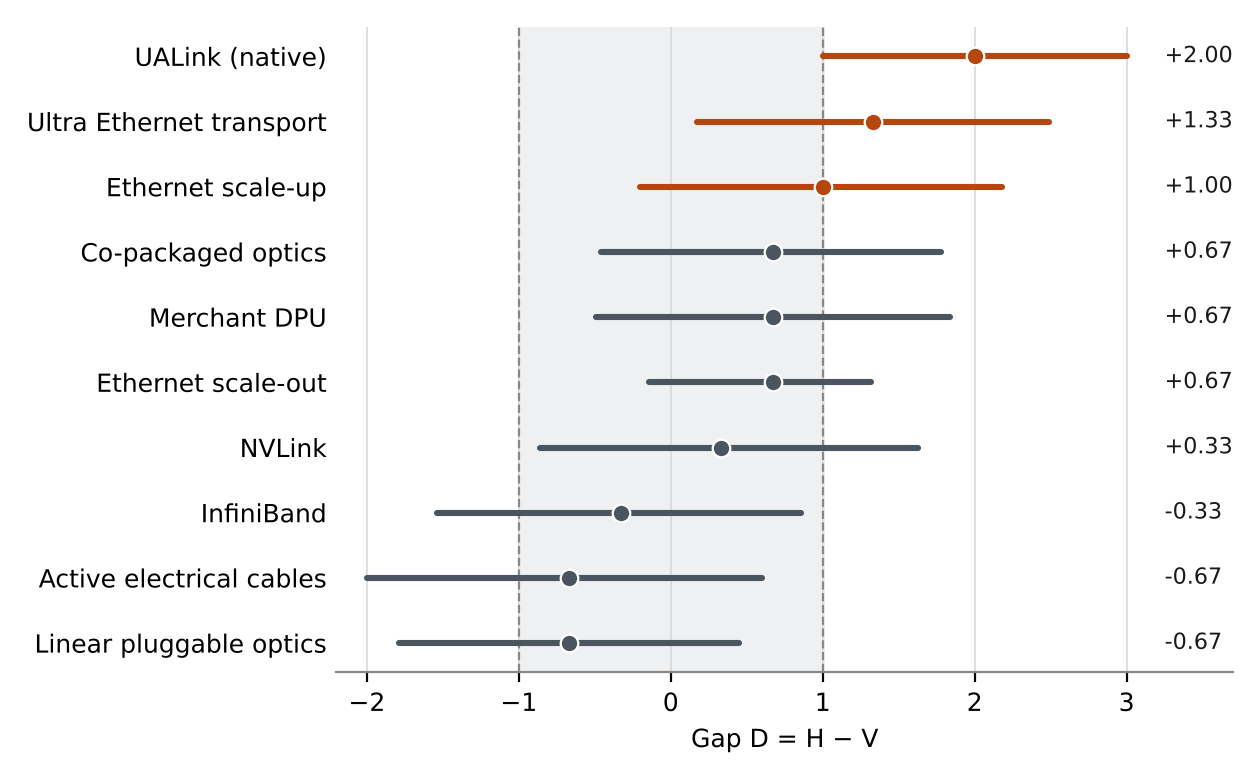 UALink (native) +2.00
Ultra Ethernet transport +1.33
Ethernet scale-up +1.00
Co-packaged optics +0.67
Merchant DPU +0.67
Ethernet scale-out +0.67
NVLink +0.33
InfiniBand -0.33
Active electrical cables -0.67
Linear pluggable optics -0.67
−2 −1 0 1 2 3
Gap D = H − V